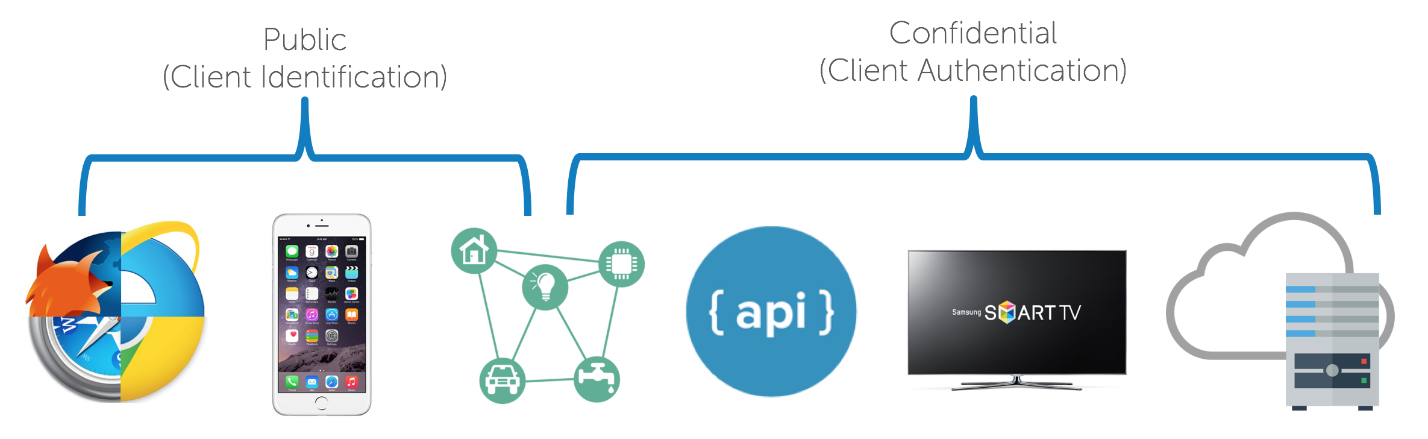 Public
(Client Identification)
Confidential
(Client Authentication)
{ api }
Samsung SMART TV